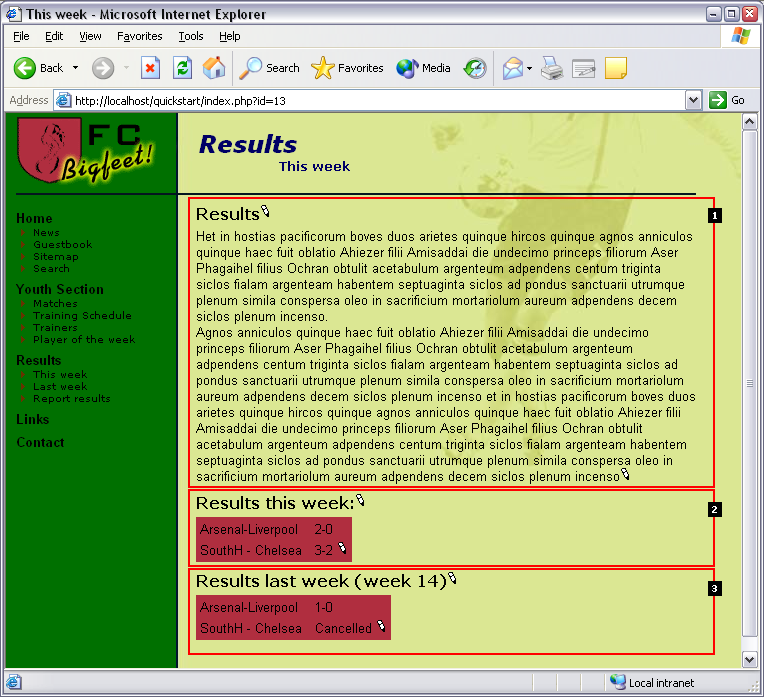 This week - Microsoft Internet Explorer
File Edit View Favorites Tools Help
Back Search Favorites Media
Address http://localhost/quickstart/index.php?id=13 Go
FC
Bigfeet!
Results
This week
Home
News
Guestbook
Sitemap
Search
Youth Section
Matches
Training Schedule
Trainers
Player of the week
Results
This week
Last week
Report results
Links
Contact
Results
1
Het in hostias pacificorum boves duos arietes quinque hircos quinque agnos anniculos
quinque haec fuit oblatio Ahiezer filii Amisaddai die undecimo princeps filiorum Aser
Phagaihel filius Ochran obtulit acetabulum argenteum adpendens centum triginta
siclos fialam argenteam habentem septuaginta siclos ad pondus sanctuarii utrumque
plenum simila conspersa oleo in sacrificium mortariolum aureum adpendens decem
siclos plenum incenso.
Agnos anniculos quinque haec fuit oblatio Ahiezer filii Amisaddai die undecimo
princeps filiorum Aser Phagaihel filius Ochran obtulit acetabulum argenteum
adpendens centum triginta siclos fialam argenteam habentem septuaginta siclos ad
pondus sanctuarii utrumque plenum simila conspersa oleo in sacrificium mortariolum
aureum adpendens decem siclos plenum incenso et in hostias pacificorum boves duos
arietes quinque hircos quinque agnos anniculos quinque haec fuit oblatio Ahiezer filii
Amisaddai die undecimo princeps filiorum Aser Phagaihel filius Ochran obtulit
acetabulum argenteum adpendens centum triginta siclos fialam argenteam habentem
septuaginta siclos ad pondus sanctuarii utrumque plenum simila conspersa oleo in
sacrificium mortariolum aureum adpendens decem siclos plenum incenso
Results this week:
2
Arsenal-Liverpool 2-0
SouthH - Chelsea 3-2
Results last week (week 14)
3
Arsenal-Liverpool 1-0
SouthH - Chelsea Cancelled
Local intranet